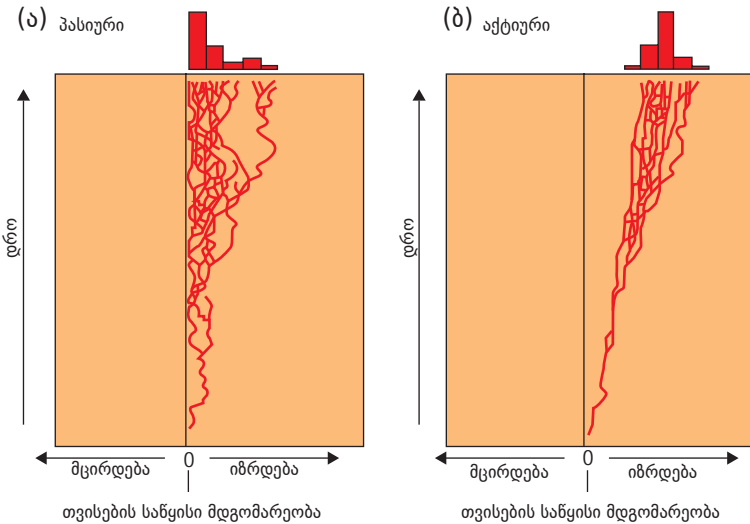 (ა) პასიური
დრო
მცირდება 0 იზრდება
თვისების საწყისი მდგომარეობა
(ბ) აქტიური
დრო
მცირდება 0 იზრდება
თვისების საწყისი მდგომარეობა